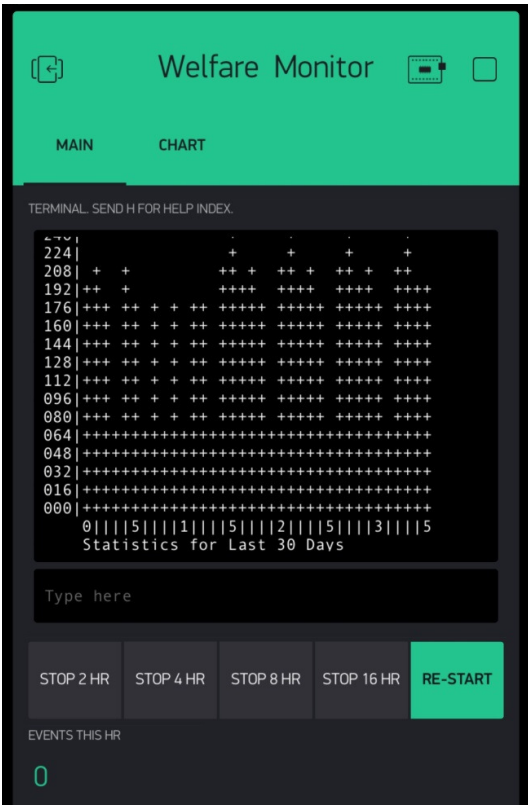 Welfare Monitor
MAIN CHART
TERMINAL. SEND H FOR HELP INDEX.
224|               +     +     +     +
208| +  +         ++ +  ++ +  ++ +  ++
192|++  +         ++++  ++++  ++++  ++++
176|+++ ++ + + ++ +++++ +++++ +++++ ++++
160|+++ ++ + + ++ +++++ +++++ +++++ ++++
144|+++ ++ + + ++ +++++ +++++ +++++ ++++
128|+++ ++ + + ++ +++++ +++++ +++++ ++++
112|+++ ++ + + ++ +++++ +++++ +++++ ++++
096|+++ ++ + + ++ +++++ +++++ +++++ ++++
080|+++ ++ + + ++ +++++ +++++ +++++ ++++
064|++++++++++++++++++++++++++++++++++++
048|++++++++++++++++++++++++++++++++++++
032|++++++++++++++++++++++++++++++++++++
016|++++++++++++++++++++++++++++++++++++
000|++++++++++++++++++++++++++++++++++++
0||||5||||1||||5||||2||||5||||3||||5
Statistics for Last 30 Days
Type here
STOP 2 HR STOP 4 HR STOP 8 HR STOP 16 HR RE-START
EVENTS THIS HR
0